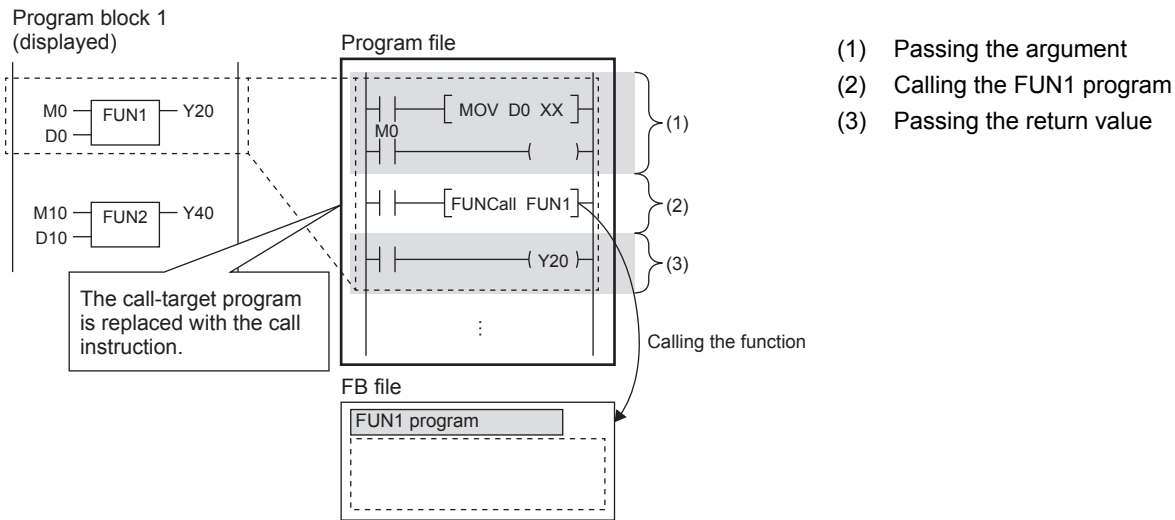 Program block 1
(displayed)
M0
FUN1
Y20
D0
M10
FUN2
Y40
D10
The call-target program
is replaced with the call
instruction.
Program file
MOV D0 XX
M0
(1)
FUNCall FUN1
(2)
Y20
(3)
Calling the function
FB file
FUN1 program
(1) Passing the argument
(2) Calling the FUN1 program
(3) Passing the return value